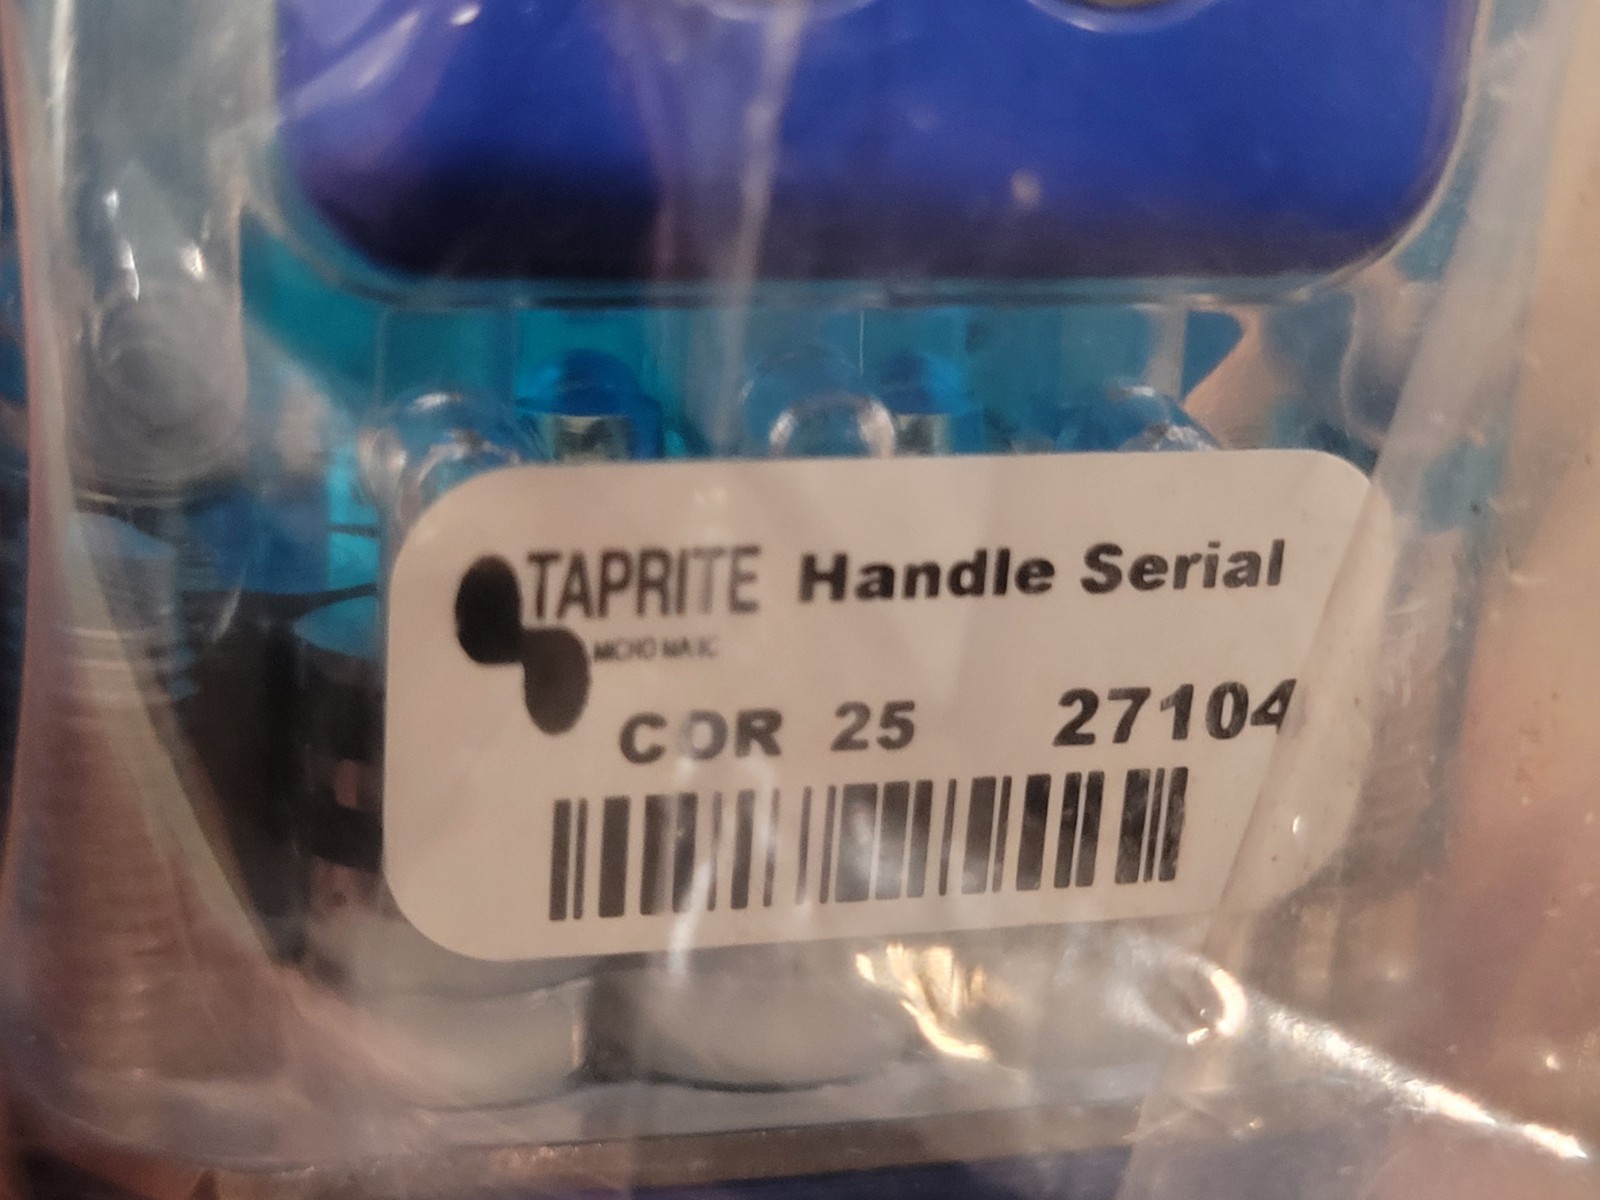 TAPRITE Handle Serial
COR 25 27104